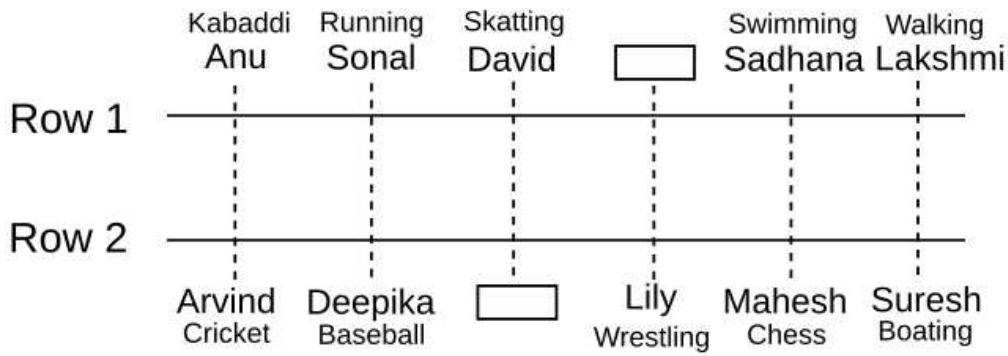 Kabaddi Running Skatting Swimming Walking
Anu Sonal David Sadhana Lakshmi
Row 1
Row 2
Arvind Deepika Lily Mahesh Suresh
Cricket Baseball Wrestling Chess Boating